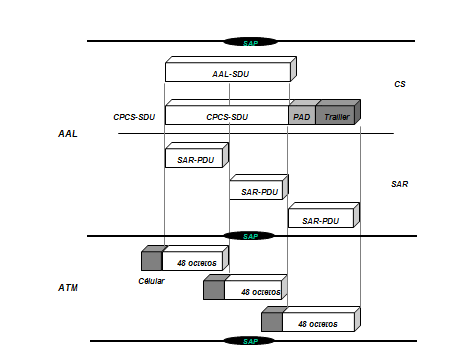 SAP
AAL-SDU
CS
CPCS-SDU
CPCS-SDU
PAD
Trailler
AAL
SAR-PDU
SAR-PDU
SAR
SAR-PDU
SAP
48 octetos
Célular
ATM
48 octetos
48 octetos
SAP